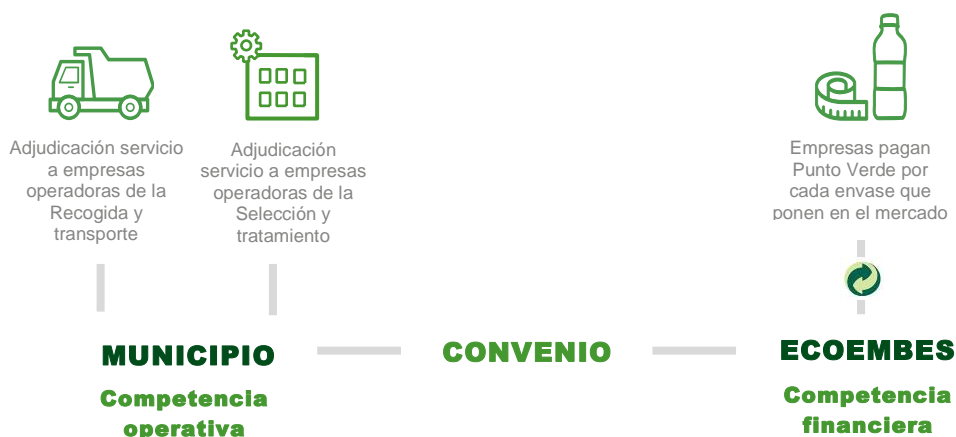 Adjudicación servicio
a empresas
operadoras de la
Recogida y
transporte
Adjudicación
servicio a empresas
operadoras de la
Selección y
tratamiento
Empresas pagan
Punto Verde por
cada envase que
ponen en el mercado
MUNICIPIO
CONVENIO
ECOEMBES
Competencia
operativa
Competencia
financiera